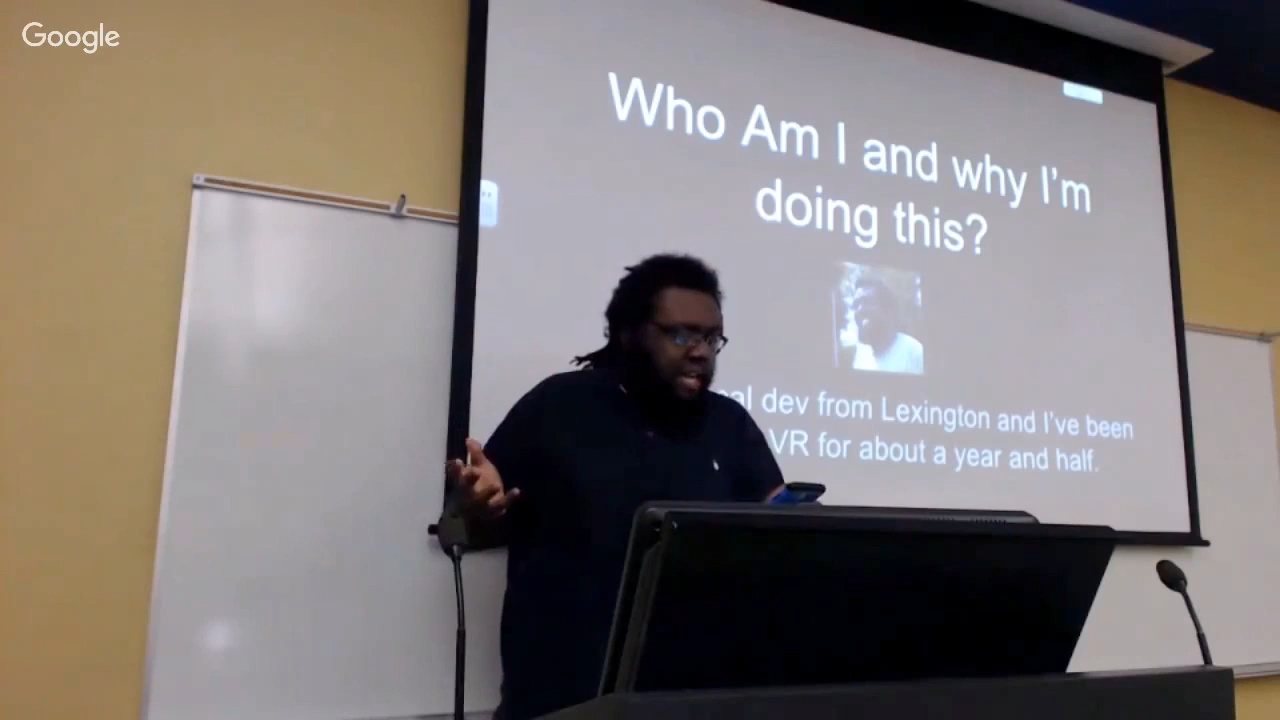 Google
Who Am I and why I'm
doing this?
dev from Lexington and I've been
VR for about a year and half.